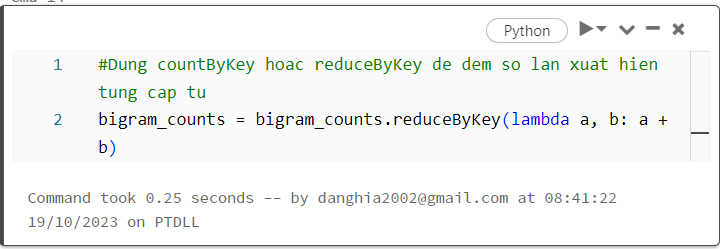 Python
1 #Dung countByKey hoac reduceByKey de dem so lan xuat hien
tung cap tu
2 bigram_counts = bigram_counts.reduceByKey(lambda a, b: a +
b)
Command took 0.25 seconds -- by danghia2002@gmail.com at 08:41:22
19/10/2023 on PTDLL